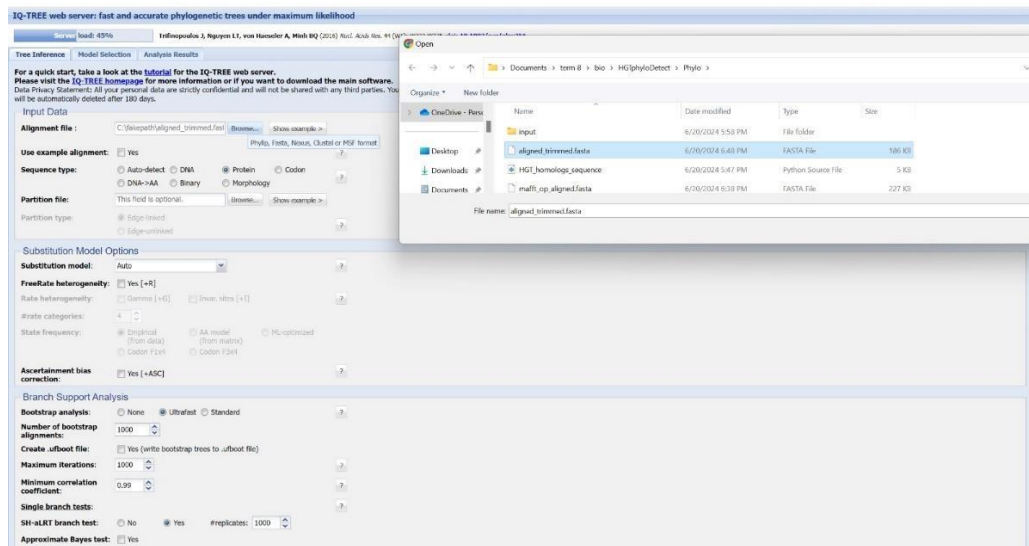 IQ-TREE web server: fast and accurate phylogenetic trees under maximum likelihood
Server load: 45%
Trifinopoulos J, Nguyen LT, von Haeseler A, Minh BQ (2016) Nucl. Acids Res. 44
Tree Inference Model Selection Analysis Results
For a quick start, take a look at the tutorial for the IQ-TREE web server.
Please visit the IQ-TREE homepage for more information or if you want to download the main software.
Data Privacy Statement: All your personal data are strictly confidential and will not be shared with any third parties. You
will be automatically deleted after 180 days.
Input Data
Alignment file : C:\fakepath\aligned_trimmed.fast Browse... Show example >
Phylip, Fasta, Nexus, Clustal or MSF format
Use example alignment: Yes ?
Sequence type: Auto-detect DNA Protein Codon
DNA->AA Binary Morphology ?
Partition file: This field is optional. Browse... Show example >
Partition type: Edge-linked
Edge-unlinked ?
Substitution Model Options
Substitution model: Auto ?
FreeRate heterogeneity: Yes [+R]
Rate heterogeneity: Gamma [+G] Invar. sites [+I] ?
#rate categories: 4
State frequency: Empirical AA model ML-optimized
(from data) (from matrix)
Codon F1x4 Codon F3x4
Ascertainment bias
correction: Yes [+ASC] ?
Branch Support Analysis
Bootstrap analysis: None Ultrafast Standard ?
Number of bootstrap
alignments: 1000
Create .ufboot file: Yes (write bootstrap trees to .ufboot file)
Maximum iterations: 1000 ?
Minimum correlation
coefficient: 0.99 ?
Single branch tests: ?
SH-aLRT branch test: No Yes #replicates: 1000
Approximate Bayes test: Yes
Open
> Documents > term 8 > bio > HGTphyloDetect > Phylo >
Organize New folder
OneDrive - Perso
Desktop
Downloads
Documents
Name Date modified Type Size
input 6/20/2024 5:58 PM File folder
aligned_trimmed.fasta 6/20/2024 6:48 PM FASTA File 186 KB
HGT_homologs_sequence 6/20/2024 5:47 PM Python Source File 5 KB
mafft_op_aligned.fasta 6/20/2024 6:38 PM FASTA File 227 KB
File name: aligned_trimmed.fasta